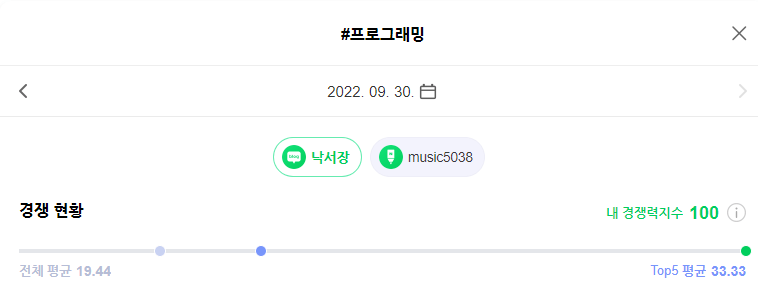 #프로그래밍
2022. 09. 30.
blog 낙서장 music5038
경쟁 현황 내 경쟁력지수 100
전체 평균 19.44 Top5 평균 33.33